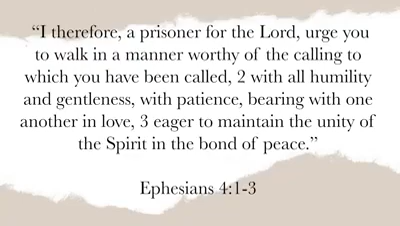 “I therefore, a prisoner for the Lord, urge you
to walk in a manner worthy of the calling to
which you have been called, 2 with all humility
and gentleness, with patience, bearing with one
another in love, 3 eager to maintain the unity of
the Spirit in the bond of peace.”
Ephesians 4:1-3